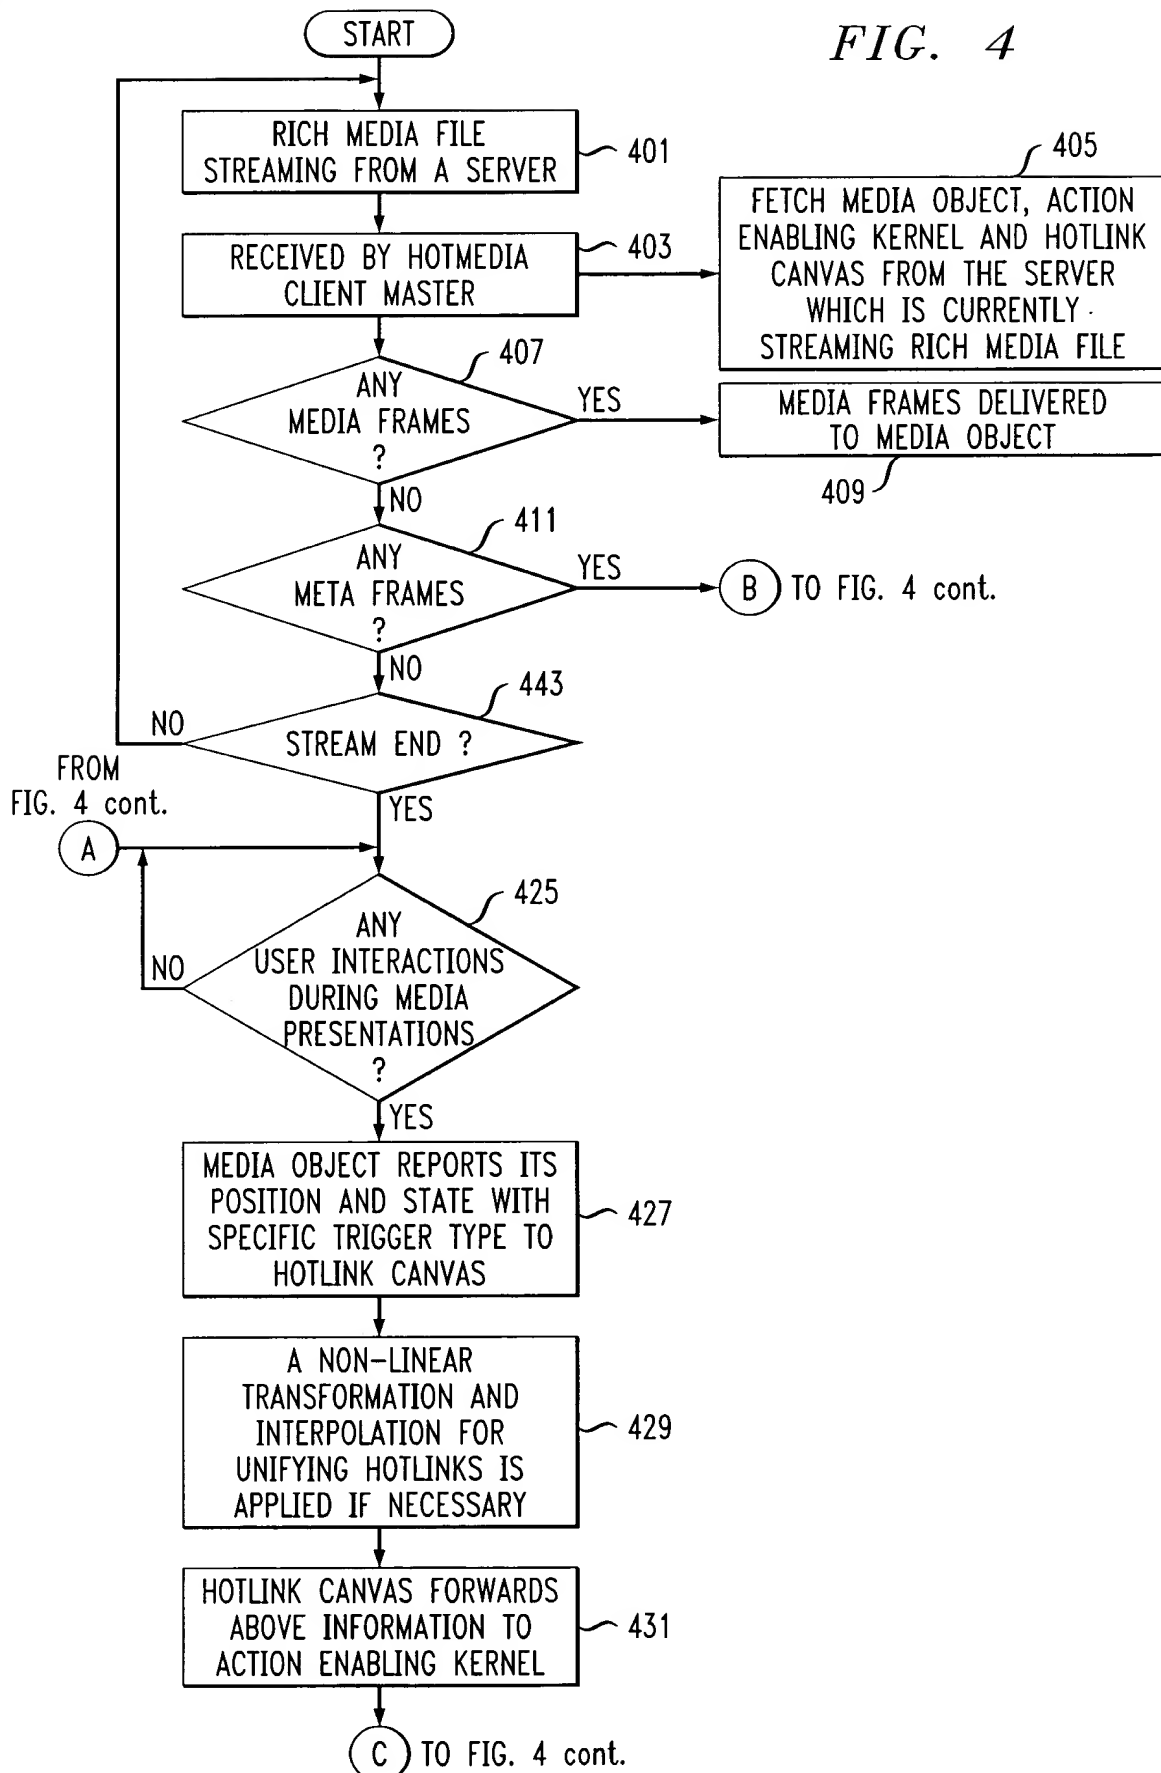 START
FIG. 4
RICH MEDIA FILE
STREAMING FROM A SERVER
401
405
RECEIVED BY HOTMEDIA
CLIENT MASTER
403
FETCH MEDIA OBJECT, ACTION
ENABLING KERNEL AND HOTLINK
CANVAS FROM THE SERVER
WHICH IS CURRENTLY
STREAMING RICH MEDIA FILE
407
ANY
MEDIA FRAMES
?
YES
MEDIA FRAMES DELIVERED
TO MEDIA OBJECT
409
NO
411
ANY
META FRAMES
?
YES
B TO FIG. 4 cont.
NO
443
STREAM END ?
NO
YES
FROM
FIG. 4 cont.
A
425
ANY
USER INTERACTIONS
DURING MEDIA
PRESENTATIONS
?
NO
YES
MEDIA OBJECT REPORTS ITS
POSITION AND STATE WITH
SPECIFIC TRIGGER TYPE TO
HOTLINK CANVAS
427
A NON-LINEAR
TRANSFORMATION AND
INTERPOLATION FOR
UNIFYING HOTLINKS IS
APPLIED IF NECESSARY
429
HOTLINK CANVAS FORWARDS
ABOVE INFORMATION TO
ACTION ENABLING KERNEL
431
C TO FIG. 4 cont.